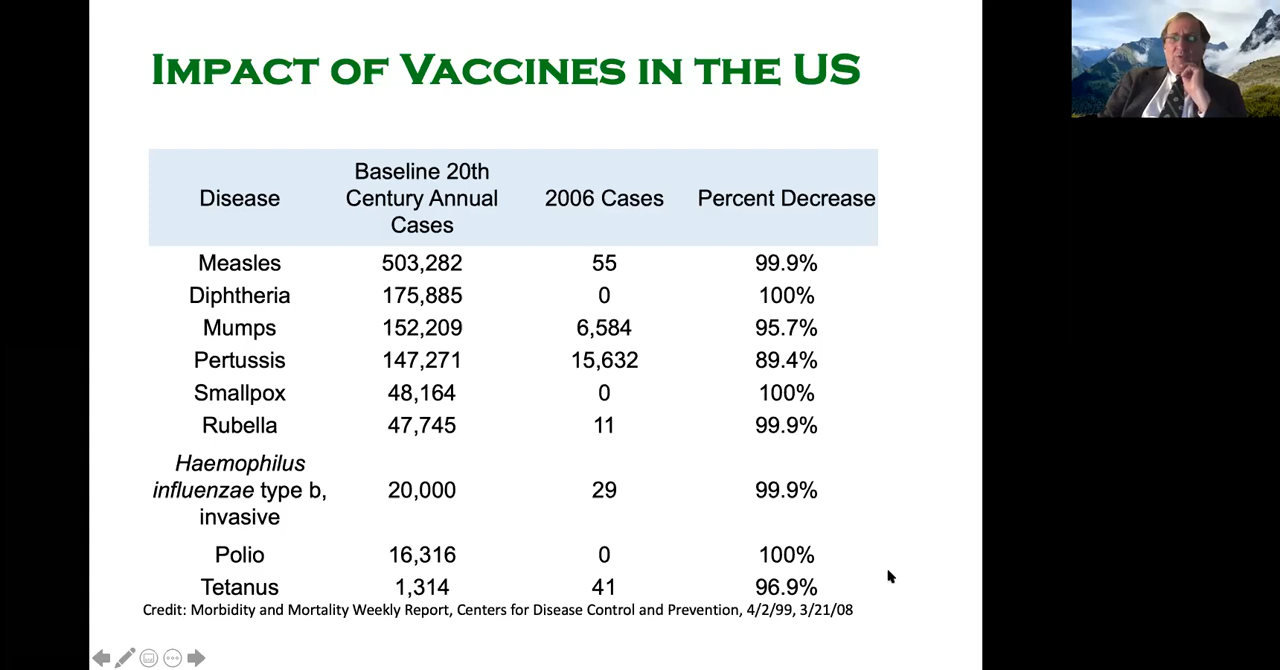 IMPACT OF VACCINES IN THE US
Disease Baseline 20th Century Annual Cases 2006 Cases Percent Decrease
Measles 503,282 55 99.9%
Diphtheria 175,885 0 100%
Mumps 152,209 6,584 95.7%
Pertussis 147,271 15,632 89.4%
Smallpox 48,164 0 100%
Rubella 47,745 11 99.9%
Haemophilus influenzae type b, invasive 20,000 29 99.9%
Polio 16,316 0 100%
Tetanus 1,314 41 96.9%
Credit: Morbidity and Mortality Weekly Report, Centers for Disease Control and Prevention, 4/2/99, 3/21/08